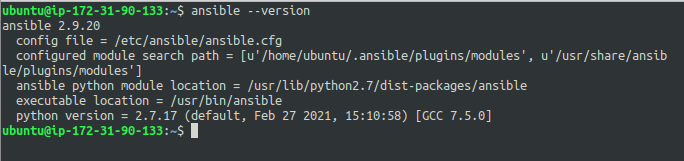 ubuntu@ip-172-31-90-133:~$ ansible --version
ansible 2.9.20
  config file = /etc/ansible/ansible.cfg
  configured module search path = [u'/home/ubuntu/.ansible/plugins/modules', u'/usr/share/ansib
le/plugins/modules']
  ansible python module location = /usr/lib/python2.7/dist-packages/ansible
  executable location = /usr/bin/ansible
  python version = 2.7.17 (default, Feb 27 2021, 15:10:58) [GCC 7.5.0]
ubuntu@ip-172-31-90-133:~$